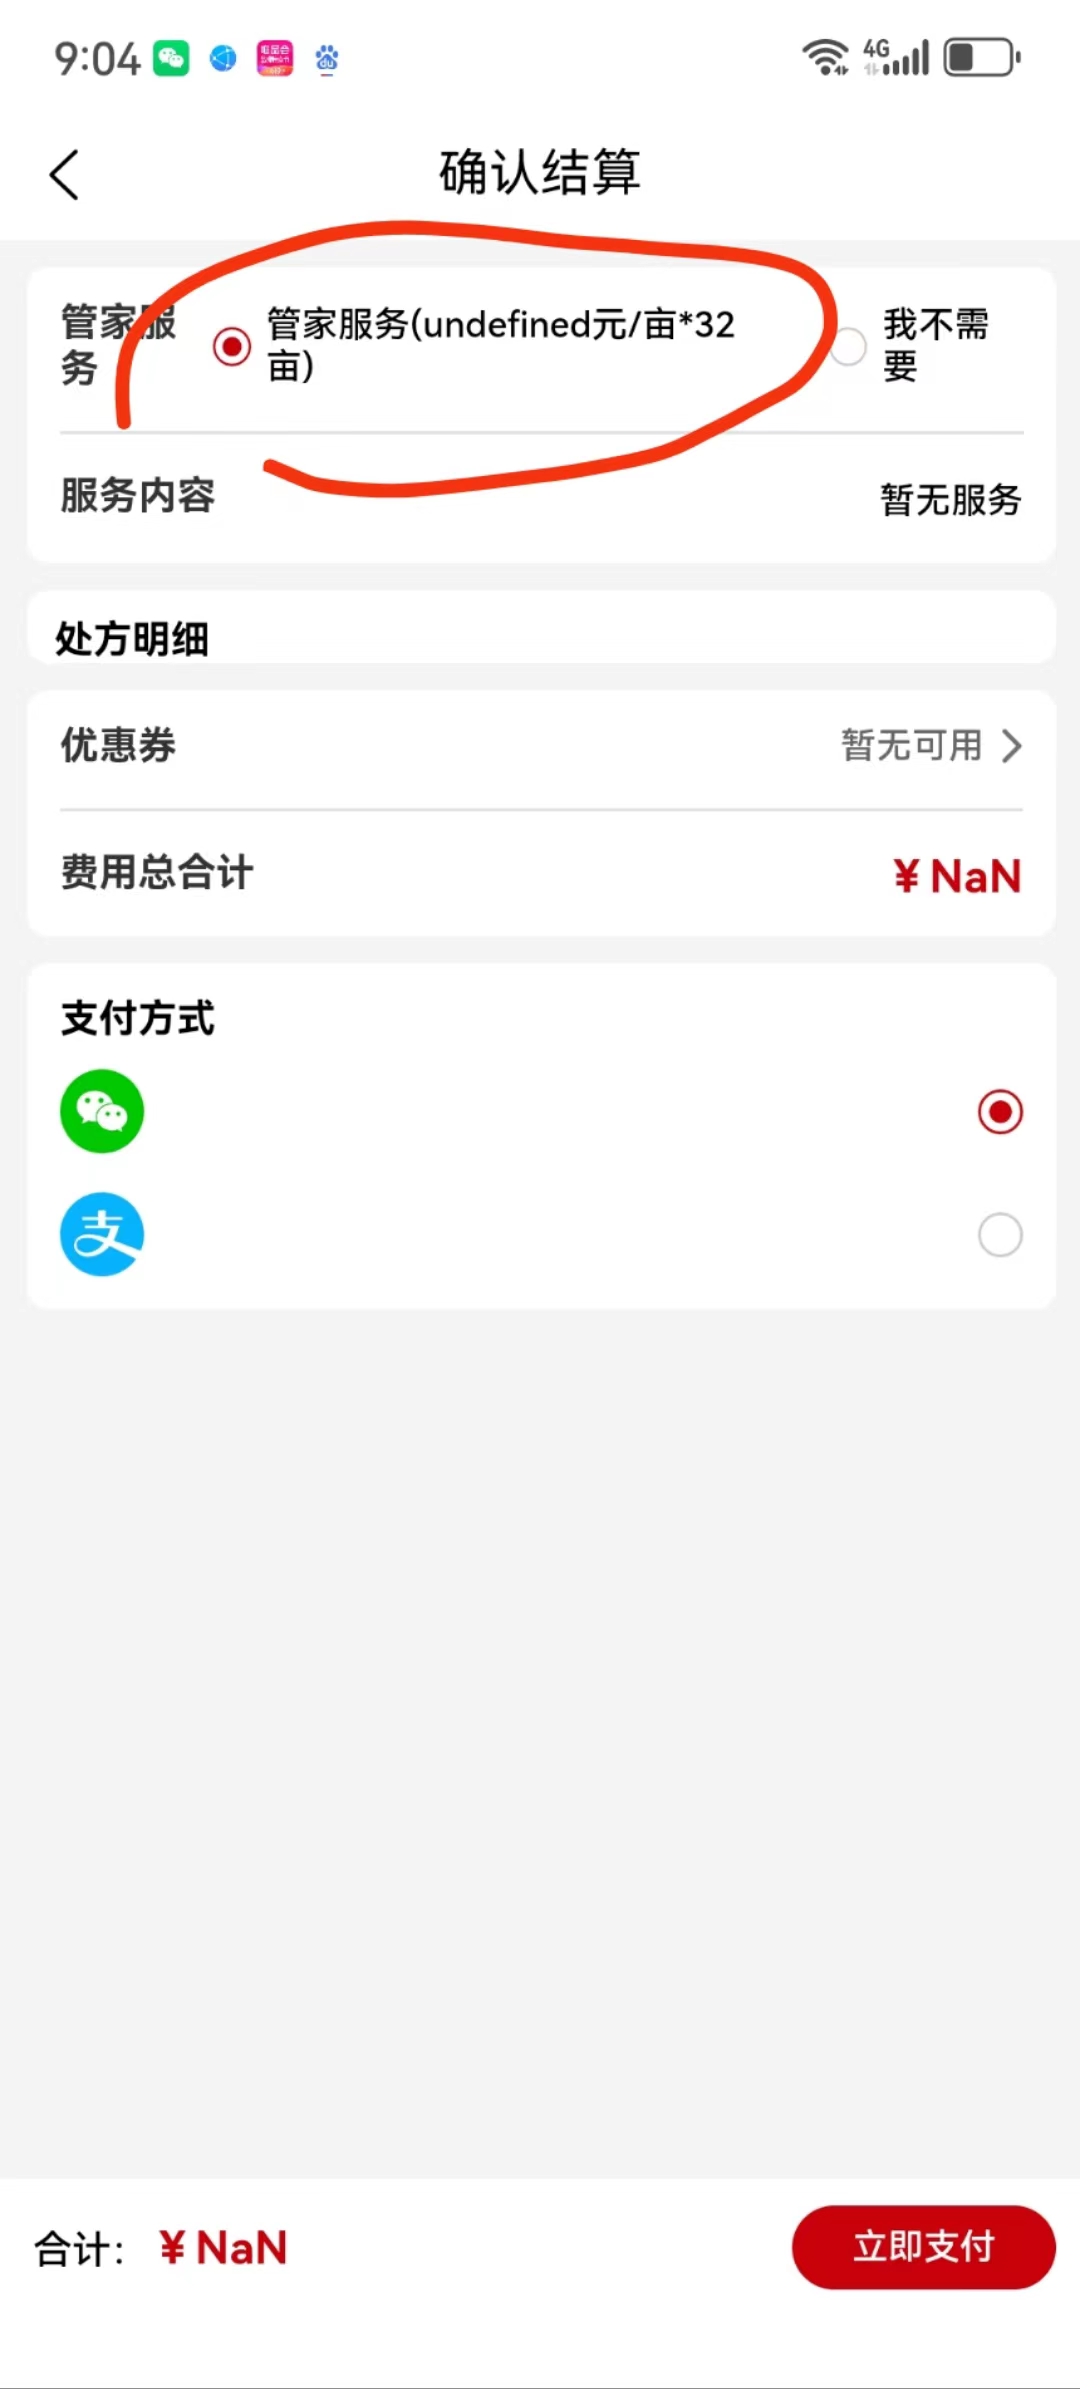 9:04
4G
确认结算
管家服
务
管家服务(undefined元/亩*32
亩)
我不需
要
服务内容
暂无服务
处方明细
优惠券
暂无可用
费用总合计
¥ NaN
支付方式
支
合计: ¥ NaN
立即支付